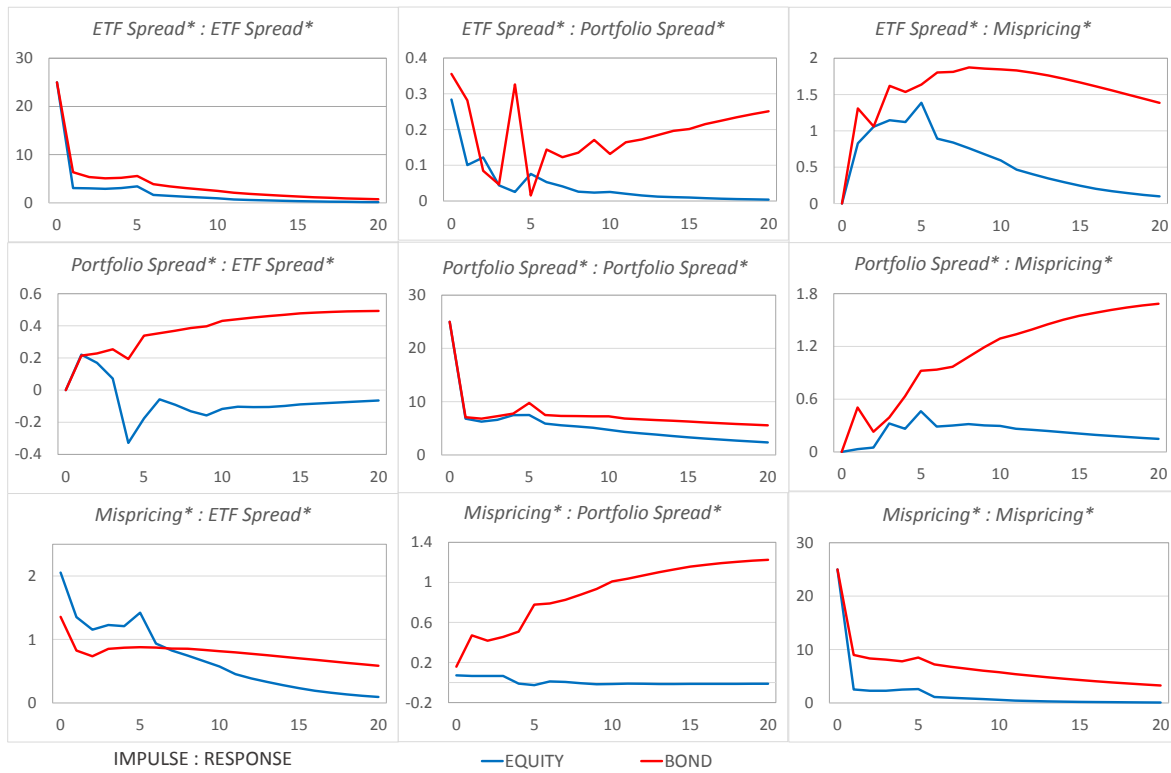 ETF Spread* : ETF Spread*
30
20
10
0
0 5 10 15 20
ETF Spread* : Portfolio Spread*
0.4
0.3
0.2
0.1
0
0 5 10 15 20
ETF Spread* : Mispricing*
2
1.5
1
0.5
0
0 5 10 15 20
Portfolio Spread* : ETF Spread*
0.6
0.4
0.2
0
-0.2
-0.4
0 5 10 15 20
Portfolio Spread* : Portfolio Spread*
30
20
10
0
0 5 10 15 20
Portfolio Spread* : Mispricing*
1.8
1.2
0.6
0
0 5 10 15 20
Mispricing* : ETF Spread*
2
1
0
0 5 10 15 20
Mispricing* : Portfolio Spread*
1.4
1
0.6
0.2
-0.2
0 5 10 15 20
Mispricing* : Mispricing*
30
20
10
0
0 5 10 15 20
IMPULSE : RESPONSE
EQUITY
BOND